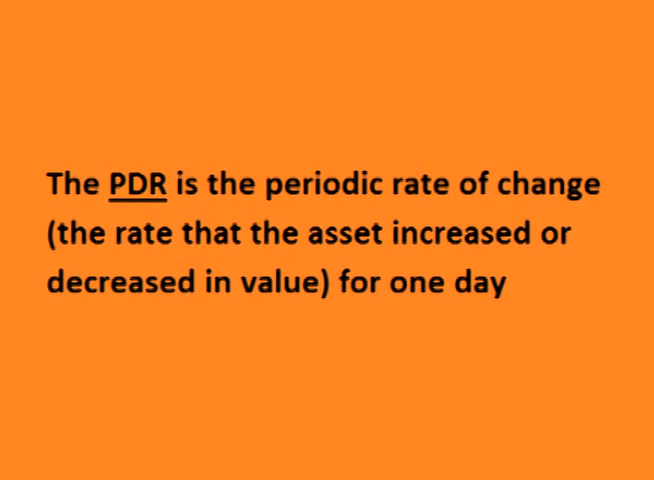 The PDR is the periodic rate of change
(the rate that the asset increased or
decreased in value) for one day